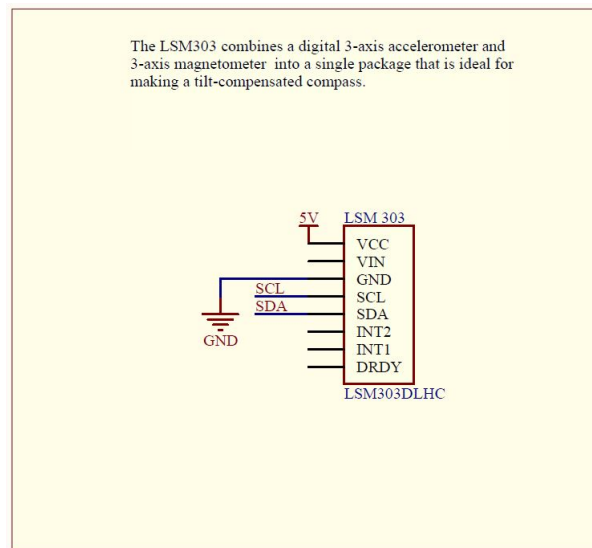 The LSM303 combines a digital 3-axis accelerometer and
3-axis magnetometer into a single package that is ideal for
making a tilt-compensated compass.
5V
LSM 303
VCC
VIN
GND
SCL
SCL
SDA
SDA
INT2
GND
INT1
DRDY
LSM303DLHC